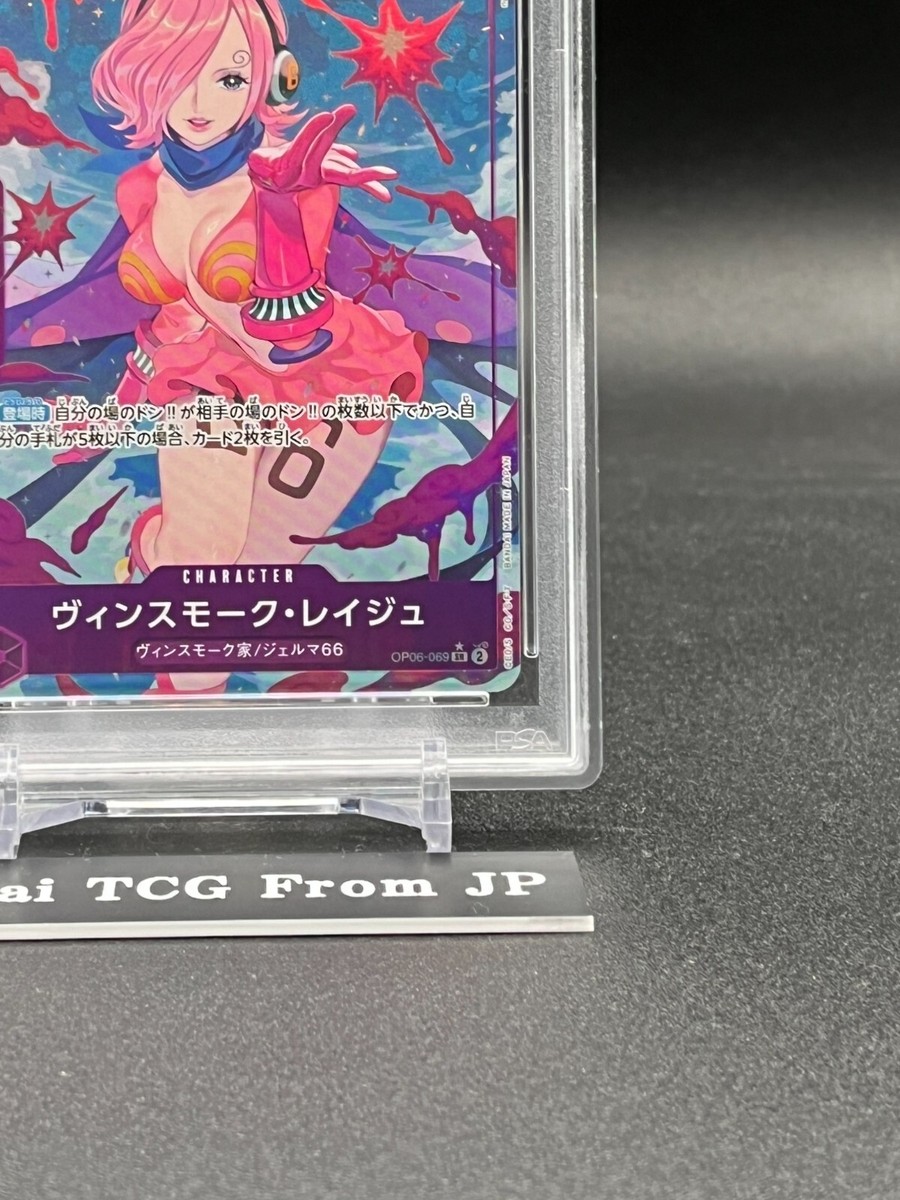 登場時 自分の場のドン!!が相手の場のドン!!の枚数以下でかつ、自
分の手札が5枚以下の場合、カード2枚を引く。
66
BANDAI MADE IN JAPAN
CHARACTER
ヴィンスモーク・レイジュ
ヴィンスモーク家/ジェルマ66
OP06-069 SR 2
PSA
ai TCG From JP